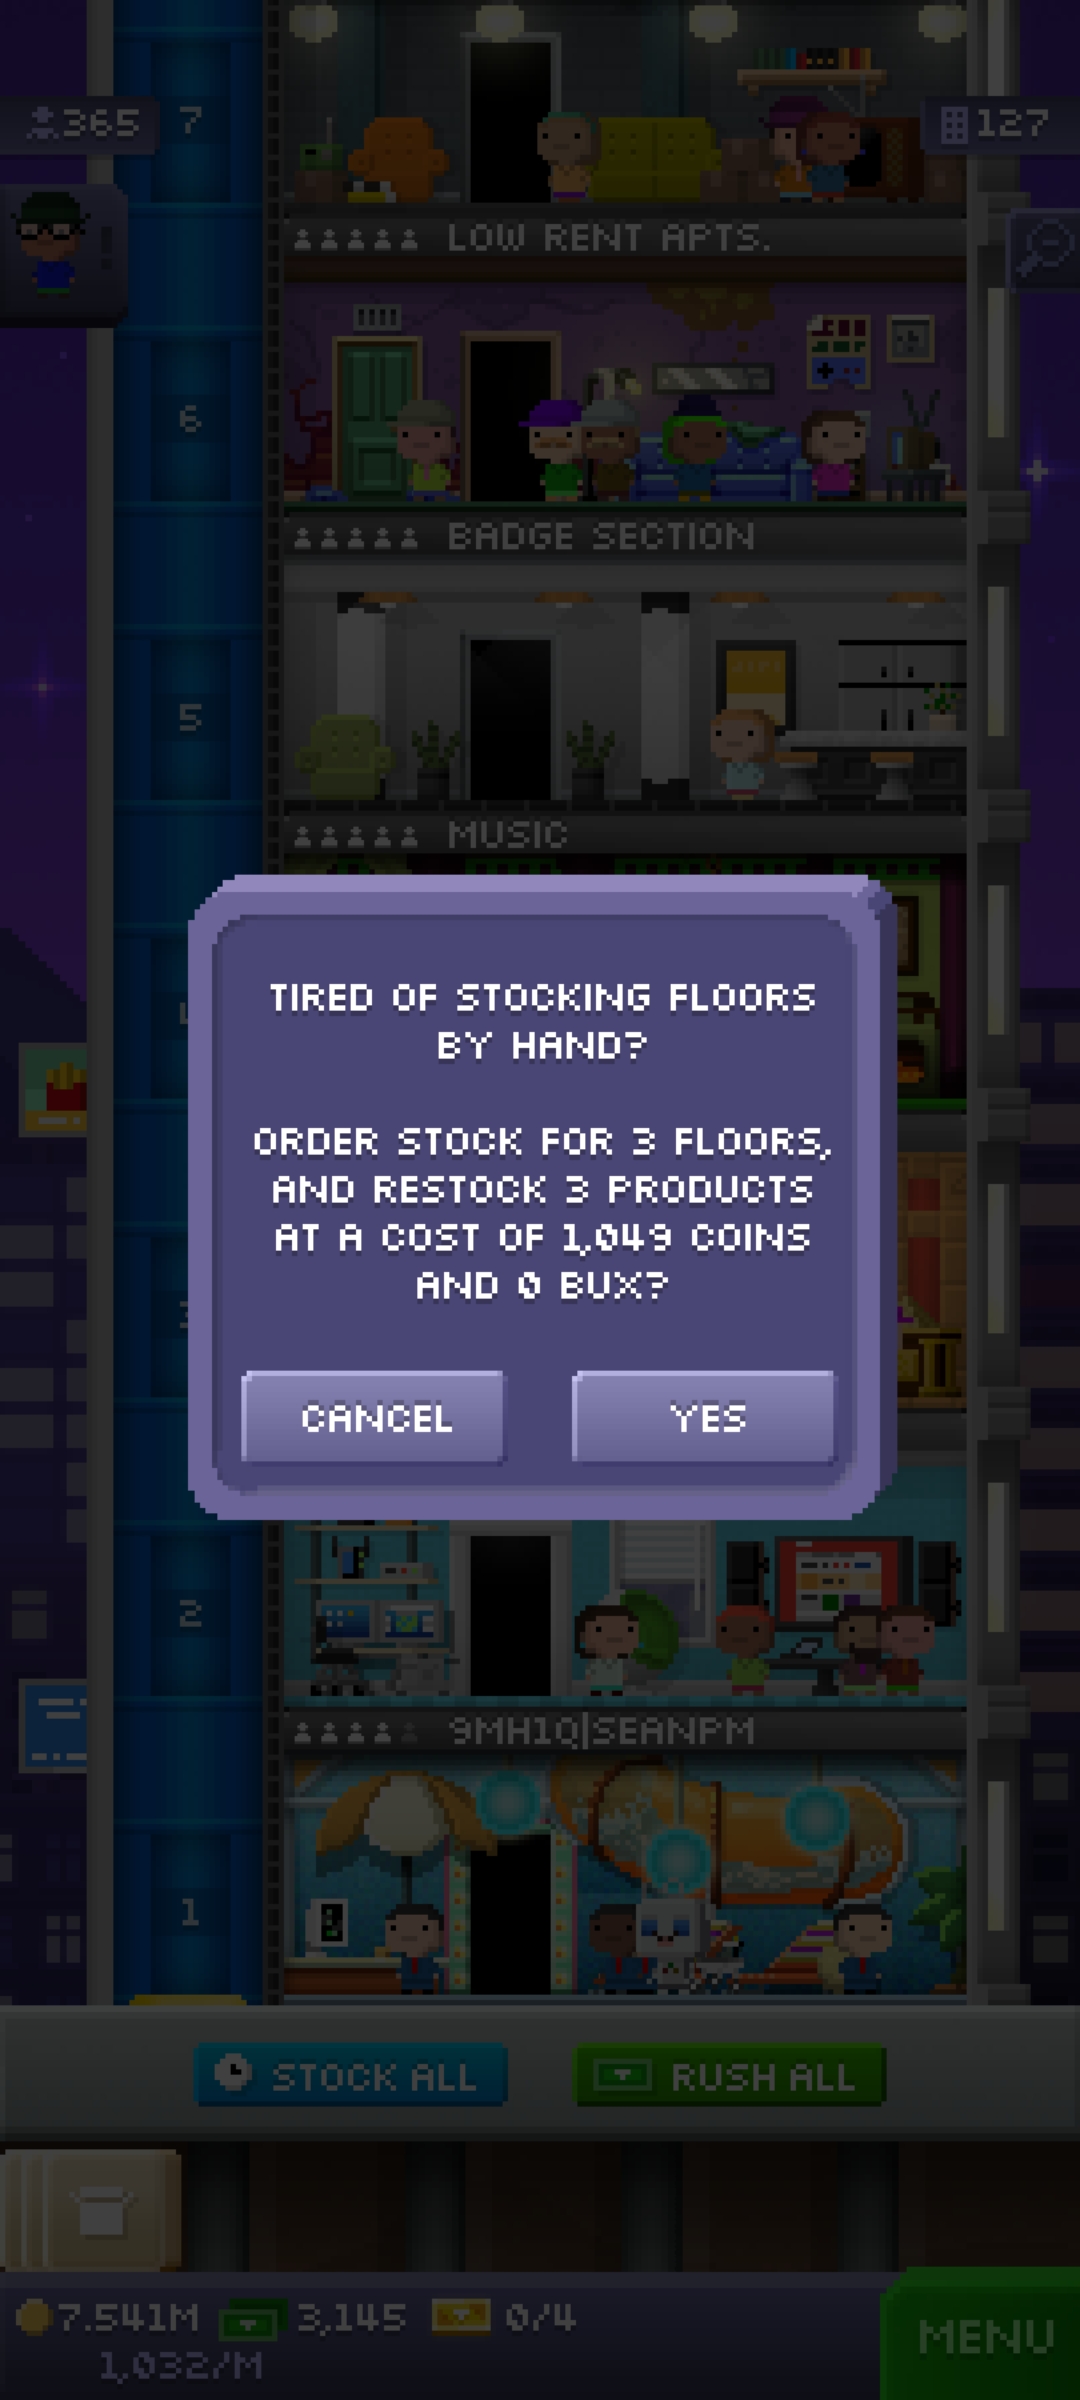 365
7
127
LOW RENT APTS.
6
BADGE SECTION
5
MUSIC
TIRED OF STOCKING FLOORS
BY HAND?
ORDER STOCK FOR 3 FLOORS,
AND RESTOCK 3 PRODUCTS
AT A COST OF 1,049 COINS
AND 0 BUX?
CANCEL
YES
2
9MH1Q|SEANPM
1
STOCK ALL
RUSH ALL
7.541M
3,145
0/4
1,032/M
MENU